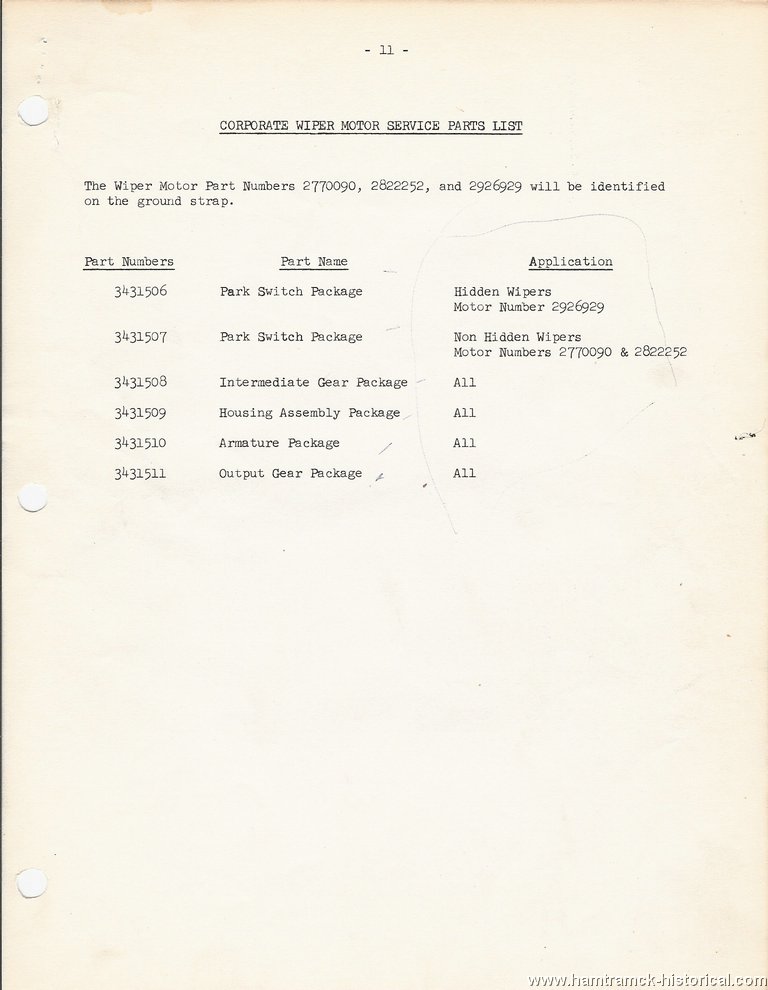 - 11 -
CORPORATE WIPER MOTOR SERVICE PARTS LIST
The Wiper Motor Part Numbers 2770090, 2822252, and 2926929 will be identified
on the ground strap.
Part Numbers Part Name Application
3431506 Park Switch Package Hidden Wipers
Motor Number 2926929
3431507 Park Switch Package Non Hidden Wipers
Motor Numbers 2770090 & 2822252
3431508 Intermediate Gear Package All
3431509 Housing Assembly Package All
3431510 Armature Package All
3431511 Output Gear Package All
www.hamtramck-historical.com